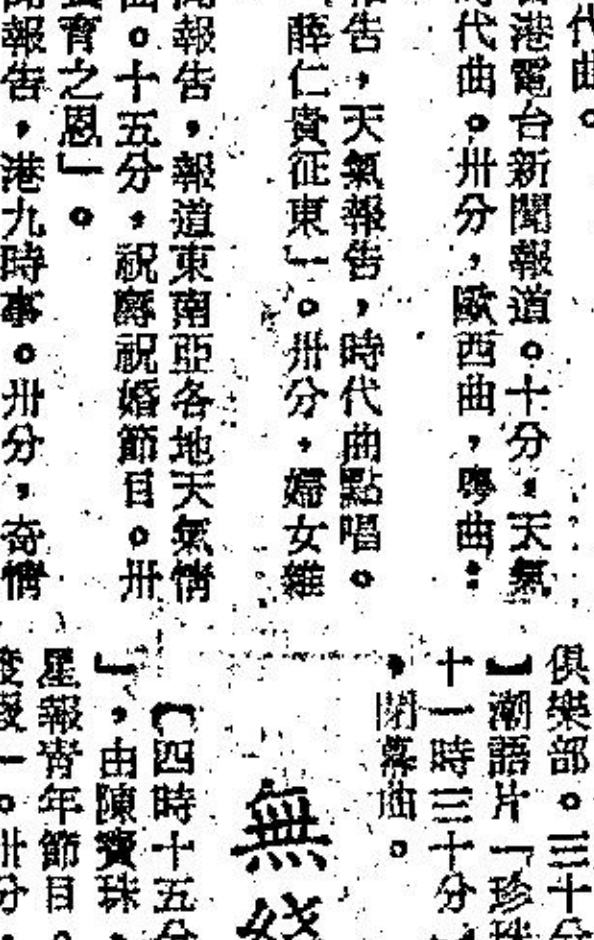 代曲。
港電台新聞報道。十分，天氣
代曲。卅分，歐西曲，粵曲：
告，天氣報告，時代曲點唱。
薛仁貴征東」。卅分，婦女雜
報告，報道東南亞各地天氣情
曲。十五分，祝壽祝婚節目。卅
育之恩」。
報告，港九時事。卅分，奇情
俱樂部。三十分
】潮語片「珍珠
十一時三十分
，閉幕曲。
無綫
【四時十五分
】，由陳寶珠
星報青年節目。
。卅分